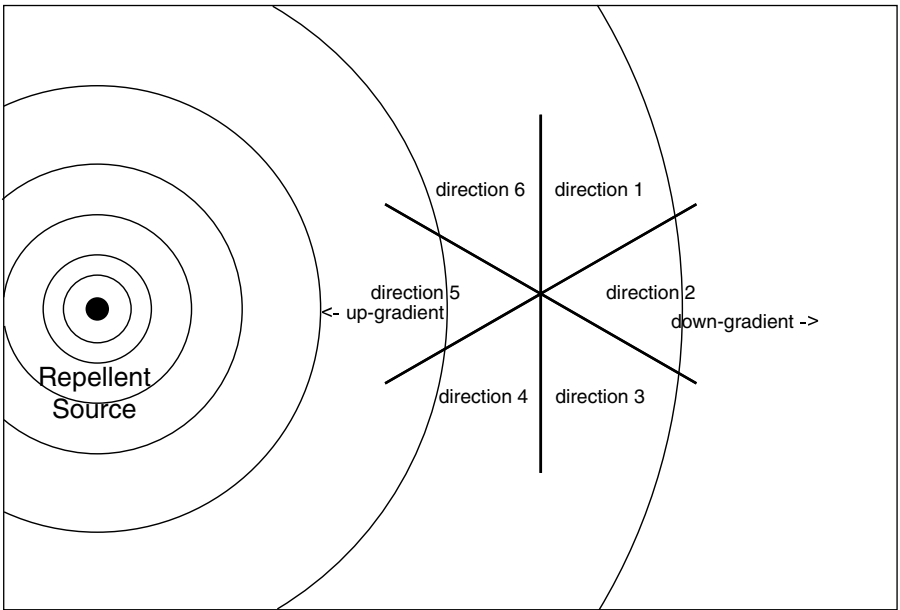 direction 6
direction 1
direction 5
direction 2
<- up-gradient
down-gradient ->
Repellent
Source
direction 4
direction 3